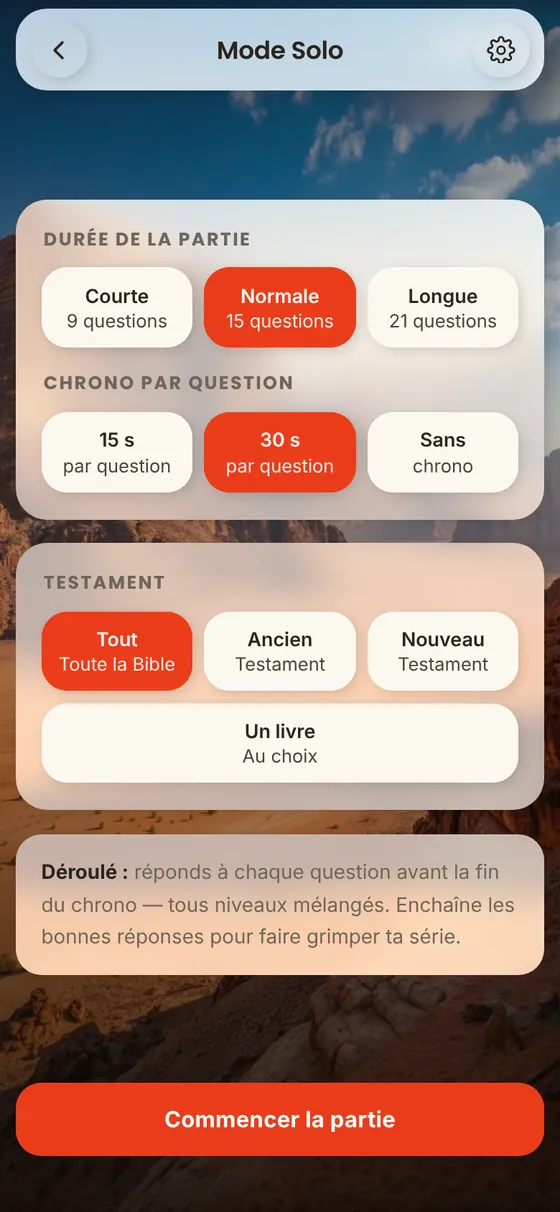 Mode Solo
DURÉE DE LA PARTIE
Courte
9 questions
Normale
15 questions
Longue
21 questions
CHRONO PAR QUESTION
15 s
par question
30 s
par question
Sans
chrono
TESTAMENT
Tout
Toute la Bible
Ancien
Testament
Nouveau
Testament
Un livre
Au choix
Déroulé : réponds à chaque question avant la fin
du chrono — tous niveaux mélangés. Enchaîne les
bonnes réponses pour faire grimper ta série.
Commencer la partie